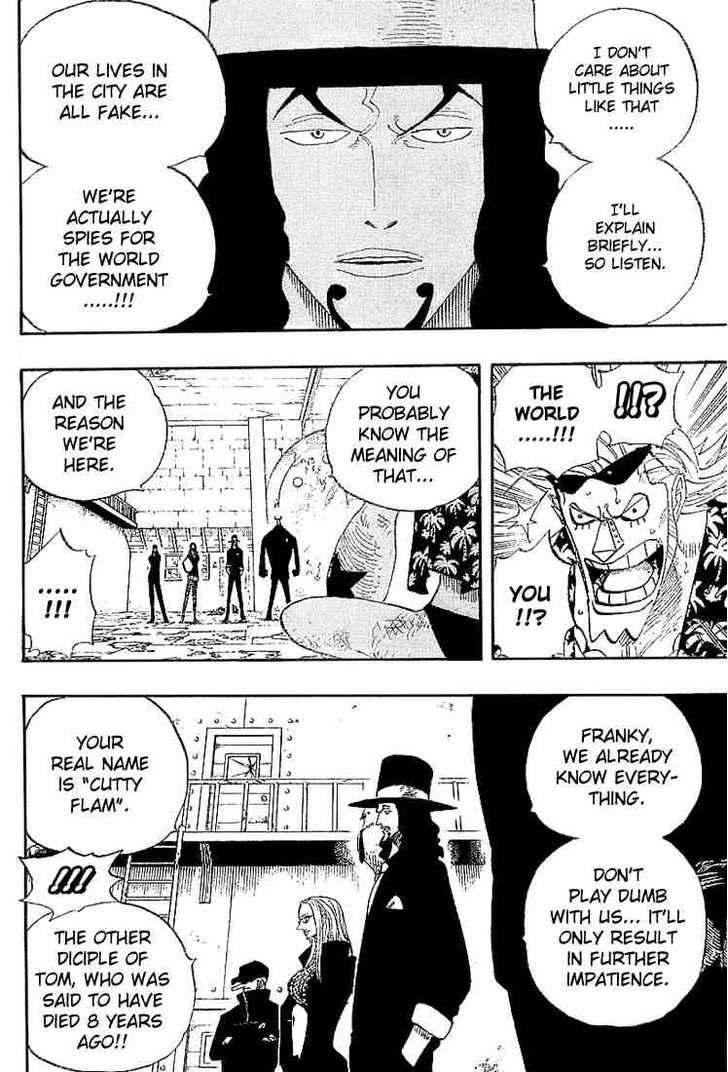 I DON'T
CARE ABOUT
LITTLE THINGS
LIKE THAT
.....
I'LL
EXPLAIN
BRIEFLY...
SO LISTEN.
OUR LIVES IN
THE CITY ARE
ALL FAKE...
WE'RE
ACTUALLY
SPIES FOR
THE WORLD
GOVERNMENT
.....!!!
!!?
THE
WORLD
.....!!!
YOU
!!?
YOU
PROBABLY
KNOW THE
MEANING OF
THAT...
AND THE
REASON
WE'RE
HERE.
.....
!!!
FRANKY,
WE ALREADY
KNOW EVERY-
THING.
DON'T
PLAY DUMB
WITH US... IT'LL
ONLY RESULT
IN FURTHER
IMPATIENCE.
YOUR
REAL NAME
IS "CUTTY
FLAM".
!!!
THE OTHER
DICIPLE OF
TOM, WHO WAS
SAID TO HAVE
DIED 8 YEARS
AGO!!